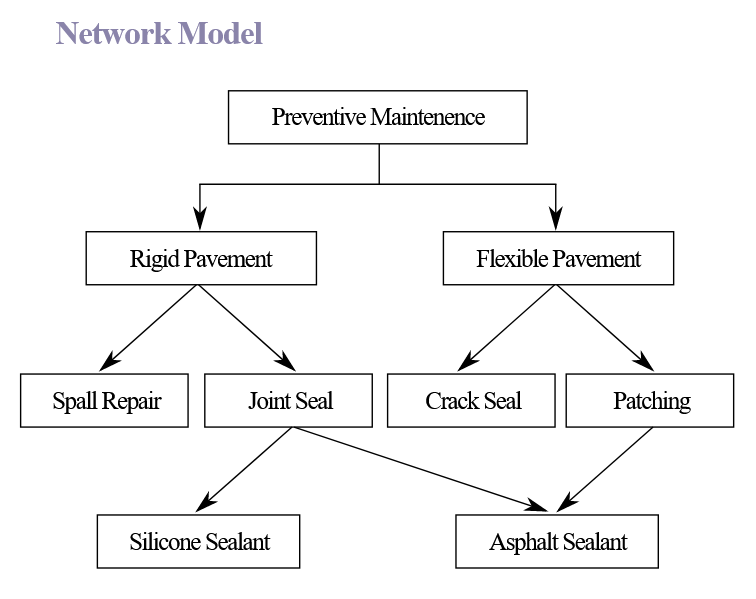 Network Model
Preventive Maintenence
Rigid Pavement
Flexible Pavement
Spall Repair
Joint Seal
Crack Seal
Patching
Silicone Sealant
Asphalt Sealant